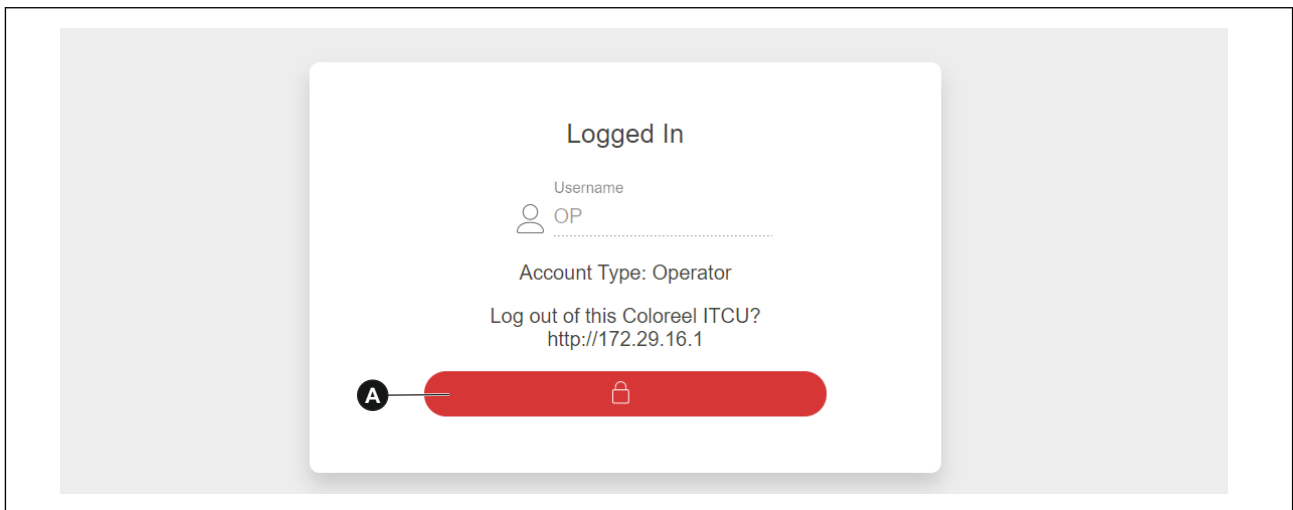 Logged In
Username
OP
Account Type: Operator
Log out of this Coloreel ITCU?
http://172.29.16.1
A